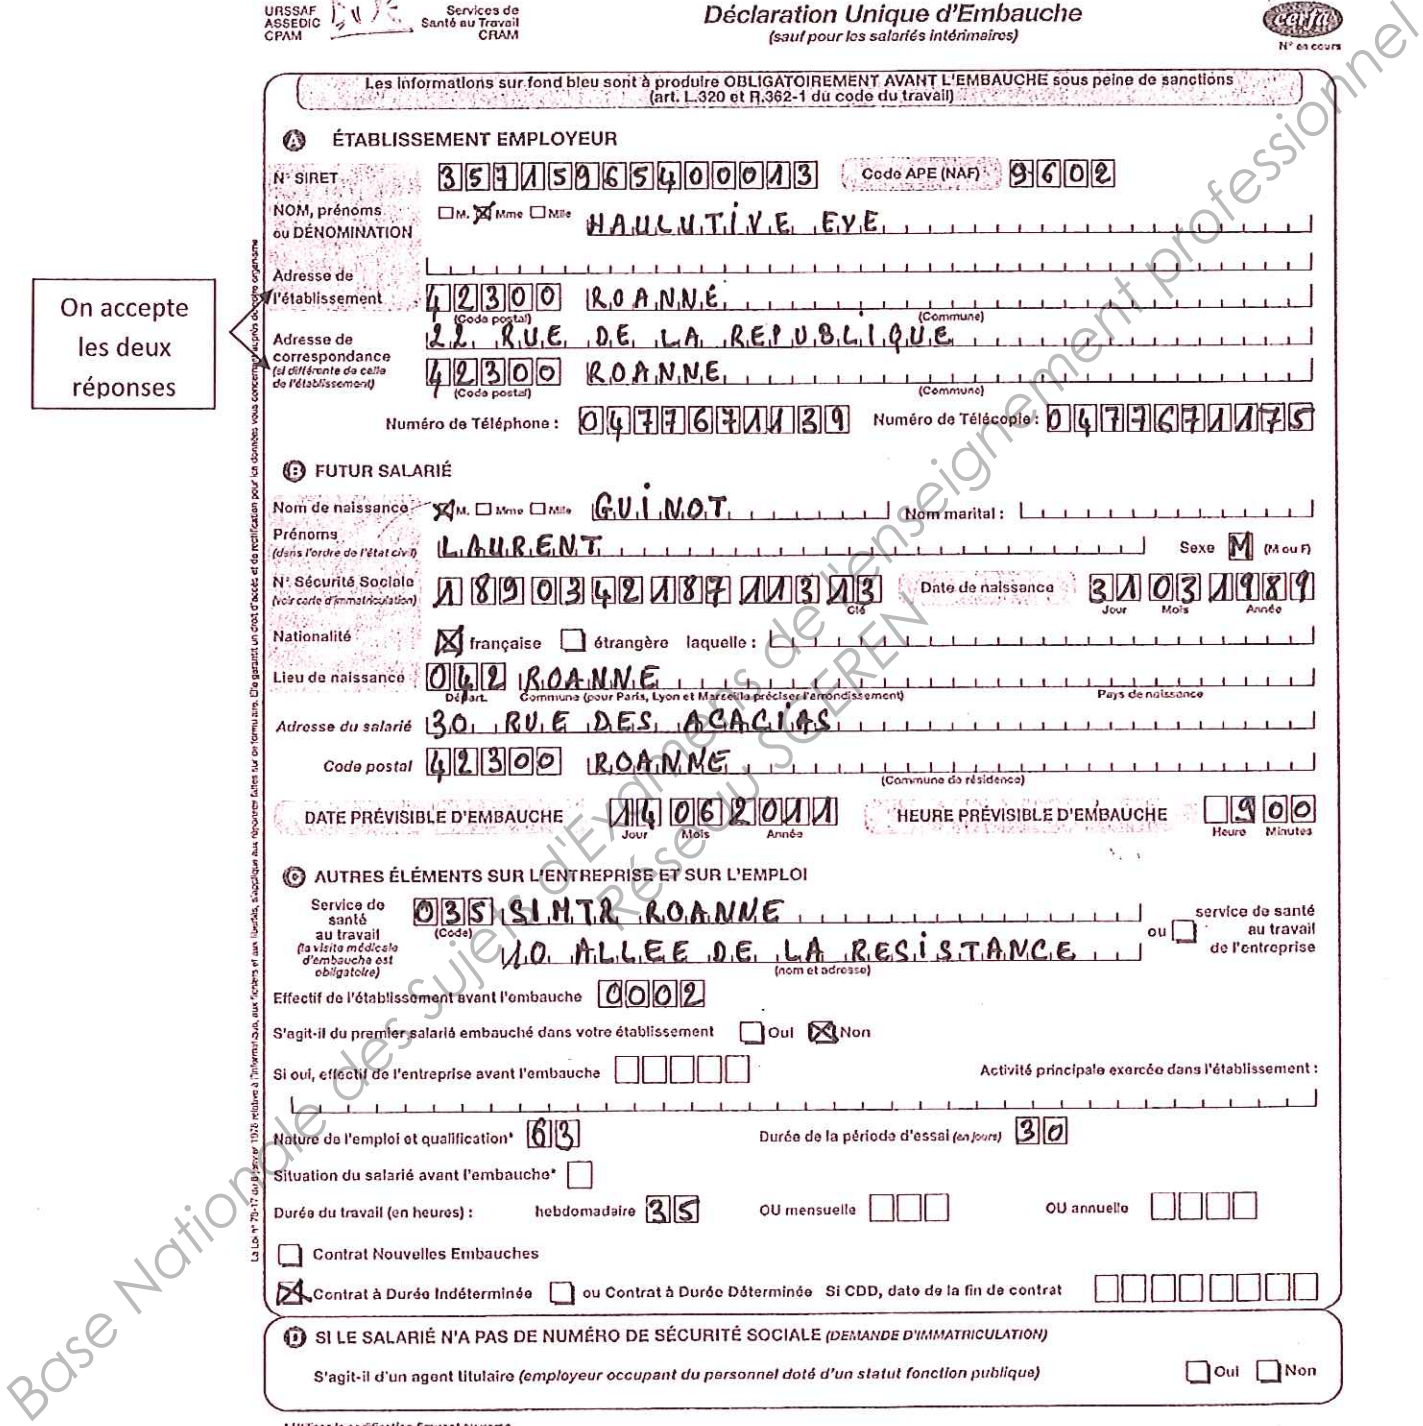 URSSAF
ASSEDIC
CPAM
DUE
Services de
Santé au Travail
CRAM
Déclaration Unique d'Embauche
(sauf pour les salariés intérimaires)
cerfa
N° en cours
Les informations sur fond bleu sont à produire OBLIGATOIREMENT AVANT L'EMBAUCHE sous peine de sanctions
(art. L.320 et R.362-1 du code du travail)
A ÉTABLISSEMENT EMPLOYEUR
N° SIRET 35715965400013 Code APE (NAF) 9602
NOM, prénoms
ou DÉNOMINATION
M. Mme Mlle HAULUTIVE EVE
Adresse de
l'établissement
42300 ROANNE
(Code postal) (Commune)
Adresse de
correspondance
(si différente de celle
de l'établissement)
22 RUE DE LA REPUBLIQUE
42300 ROANNE
(Code postal) (Commune)
On accepte
les deux
réponses
Numéro de Téléphone : 0477671139 Numéro de Télécopie : 0477671175
B FUTUR SALARIÉ
Nom de naissance M. Mme Mlle GUINOT Nom marital :
Prénoms
(dans l'ordre de l'état civil)
LAURENT Sexe M (M ou F)
N° Sécurité Sociale
(voir carte d'immatriculation)
1 89 03 42 187 113 13
Clé
Date de naissance 31 03 1989
Jour Mois Année
Nationalité française étrangère laquelle :
Lieu de naissance 042 ROANNE
Départ. Commune (pour Paris, Lyon et Marseille préciser l'arrondissement) Pays de naissance
Adresse du salarié 30 RUE DES ACACIAS
Code postal 42300 ROANNE
(Commune de résidence)
DATE PRÉVISIBLE D'EMBAUCHE 14 06 2011 HEURE PRÉVISIBLE D'EMBAUCHE 9 00
Jour Mois Année Heure Minutes
C AUTRES ÉLÉMENTS SUR L'ENTREPRISE ET SUR L'EMPLOI
Service de
santé
au travail
(la visite médicale
d'embauche est
obligatoire)
035 SIMTR ROANNE
(Code)
10 ALLEE DE LA RESISTANCE
(nom et adresse)
ou service de santé
au travail
de l'entreprise
Effectif de l'établissement avant l'embauche 0002
S'agit-il du premier salarié embauché dans votre établissement Oui Non
Si oui, effectif de l'entreprise avant l'embauche Activité principale exercée dans l'établissement :
Nature de l'emploi et qualification* 63 Durée de la période d'essai (en jours) 30
Situation du salarié avant l'embauche*
Durée du travail (en heures) : hebdomadaire 35 OU mensuelle OU annuelle
Contrat Nouvelles Embauches
Contrat à Durée Indéterminée ou Contrat à Durée Déterminée Si CDD, date de la fin de contrat
D SI LE SALARIÉ N'A PAS DE NUMÉRO DE SÉCURITÉ SOCIALE (DEMANDE D'IMMATRICULATION)
S'agit-il d'un agent titulaire (employeur occupant du personnel doté d'un statut fonction publique) Oui Non
Base Nationale des Sujets d'Examens de l'enseignement professionnel
Réseau SCEREN